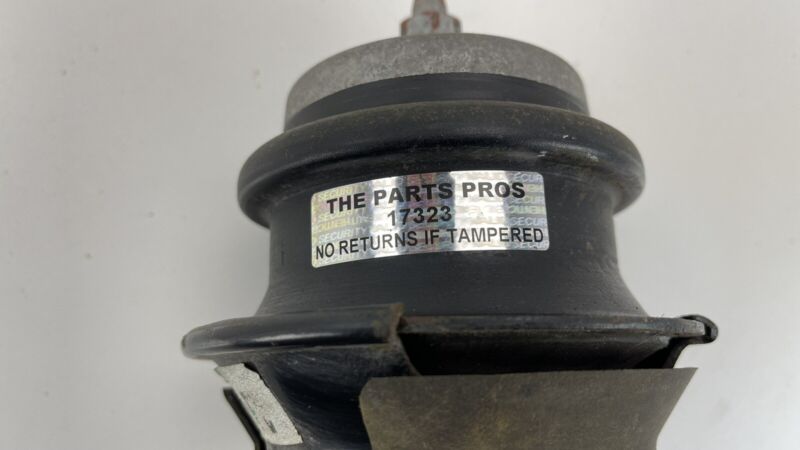 THE PARTS PROS
17323
NO RETURNS IF TAMPERED